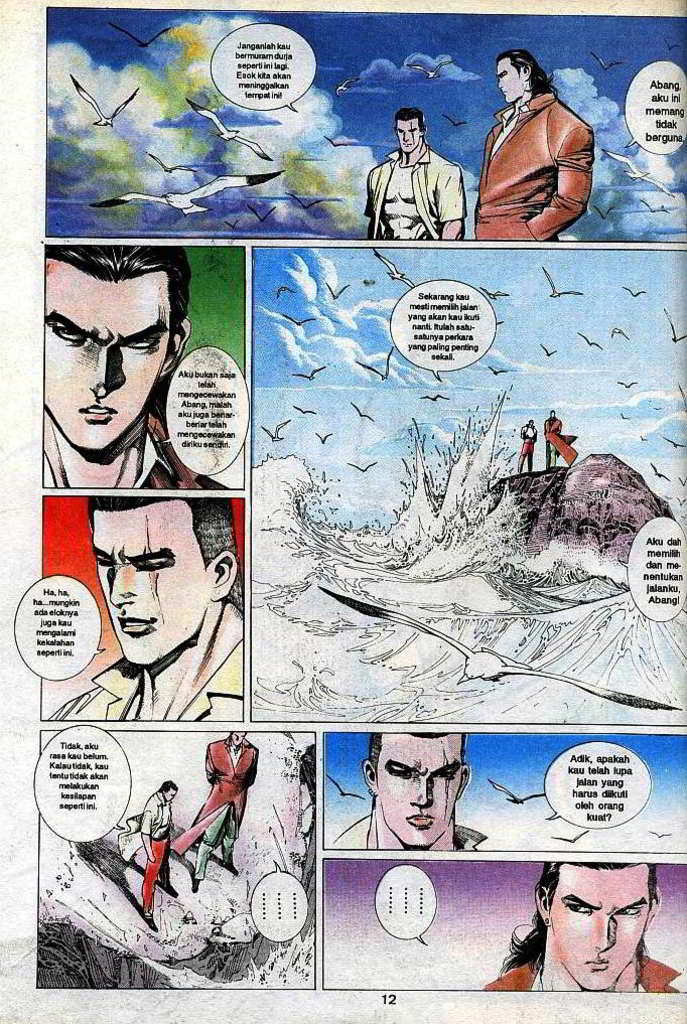 Janganlah kau
bermuram durja
seperti ini lagi.
Esok kita akan
meninggalkan
tempat ini!
Abang,
aku ini
memang
tidak
berguna.
Aku bukan saja
telah
mengecewakan
Abang, malah
aku juga benar-
benar telah
mengecewakan
diriku sendiri.
Sekarang kau
mesti memilih jalan
yang akan kau ikuti
nanti. Itulah satu-
satunya perkara
yang paling penting
sekali.
Aku dah
memilih
dan me-
nentukan
jalanku,
Abang!
Ha, ha,
ha...mungkin
ada eloknya
juga kau
mengalami
kekalahan
seperti ini.
Tidak, aku
rasa kau belum.
Kalau tidak, kau
tentu tidak akan
melakukan
kesilapan
seperti ini.
Adik, apakah
kau telah lupa
jalan yang
harus diikuti
oleh orang
kuat?
12